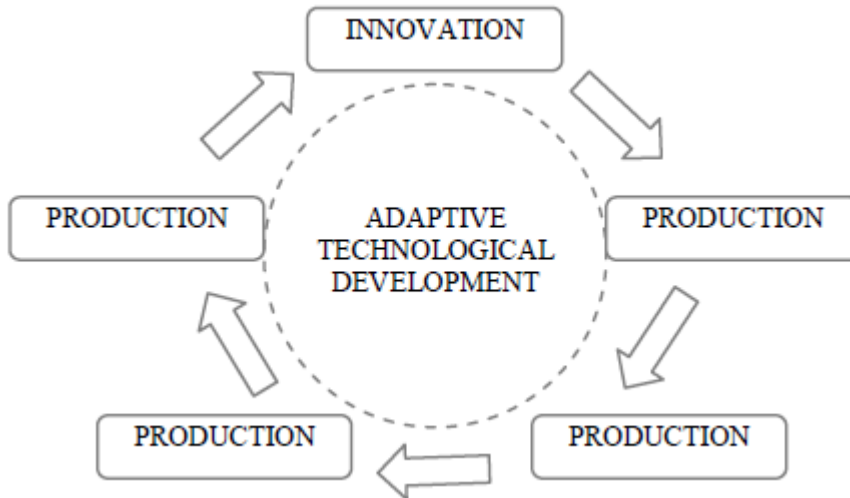 INNOVATION
PRODUCTION
PRODUCTION
ADAPTIVE
TECHNOLOGICAL
DEVELOPMENT
PRODUCTION
PRODUCTION